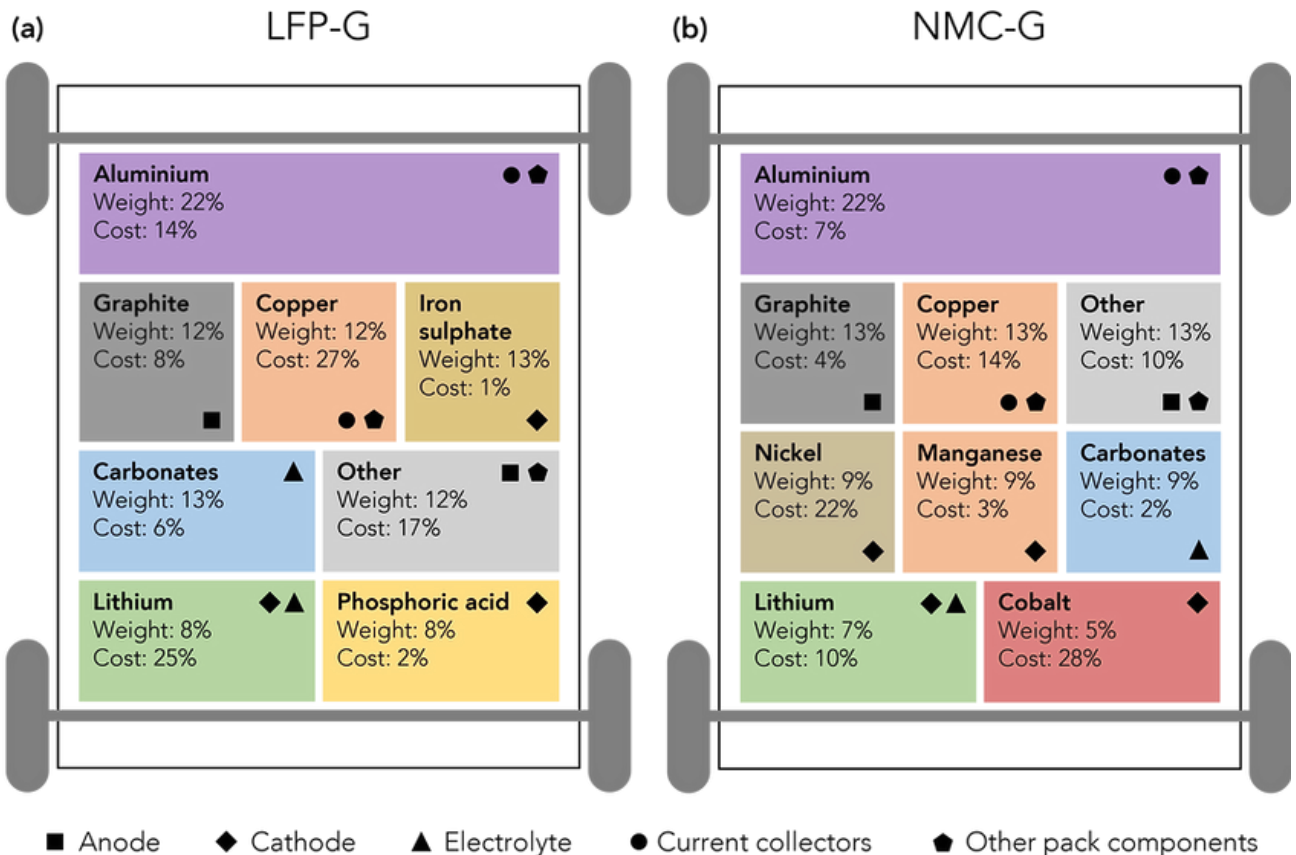 (a)
LFP-G
Aluminium
Weight: 22%
Cost: 14%
Graphite
Weight: 12%
Cost: 8%
Copper
Weight: 12%
Cost: 27%
Iron
sulphate
Weight: 13%
Cost: 1%
Carbonates
Weight: 13%
Cost: 6%
Other
Weight: 12%
Cost: 17%
Lithium
Weight: 8%
Cost: 25%
Phosphoric acid
Weight: 8%
Cost: 2%
(b)
NMC-G
Aluminium
Weight: 22%
Cost: 7%
Graphite
Weight: 13%
Cost: 4%
Copper
Weight: 13%
Cost: 14%
Other
Weight: 13%
Cost: 10%
Nickel
Weight: 9%
Cost: 22%
Manganese
Weight: 9%
Cost: 3%
Carbonates
Weight: 9%
Cost: 2%
Lithium
Weight: 7%
Cost: 10%
Cobalt
Weight: 5%
Cost: 28%
Anode
Cathode
Electrolyte
Current collectors
Other pack components